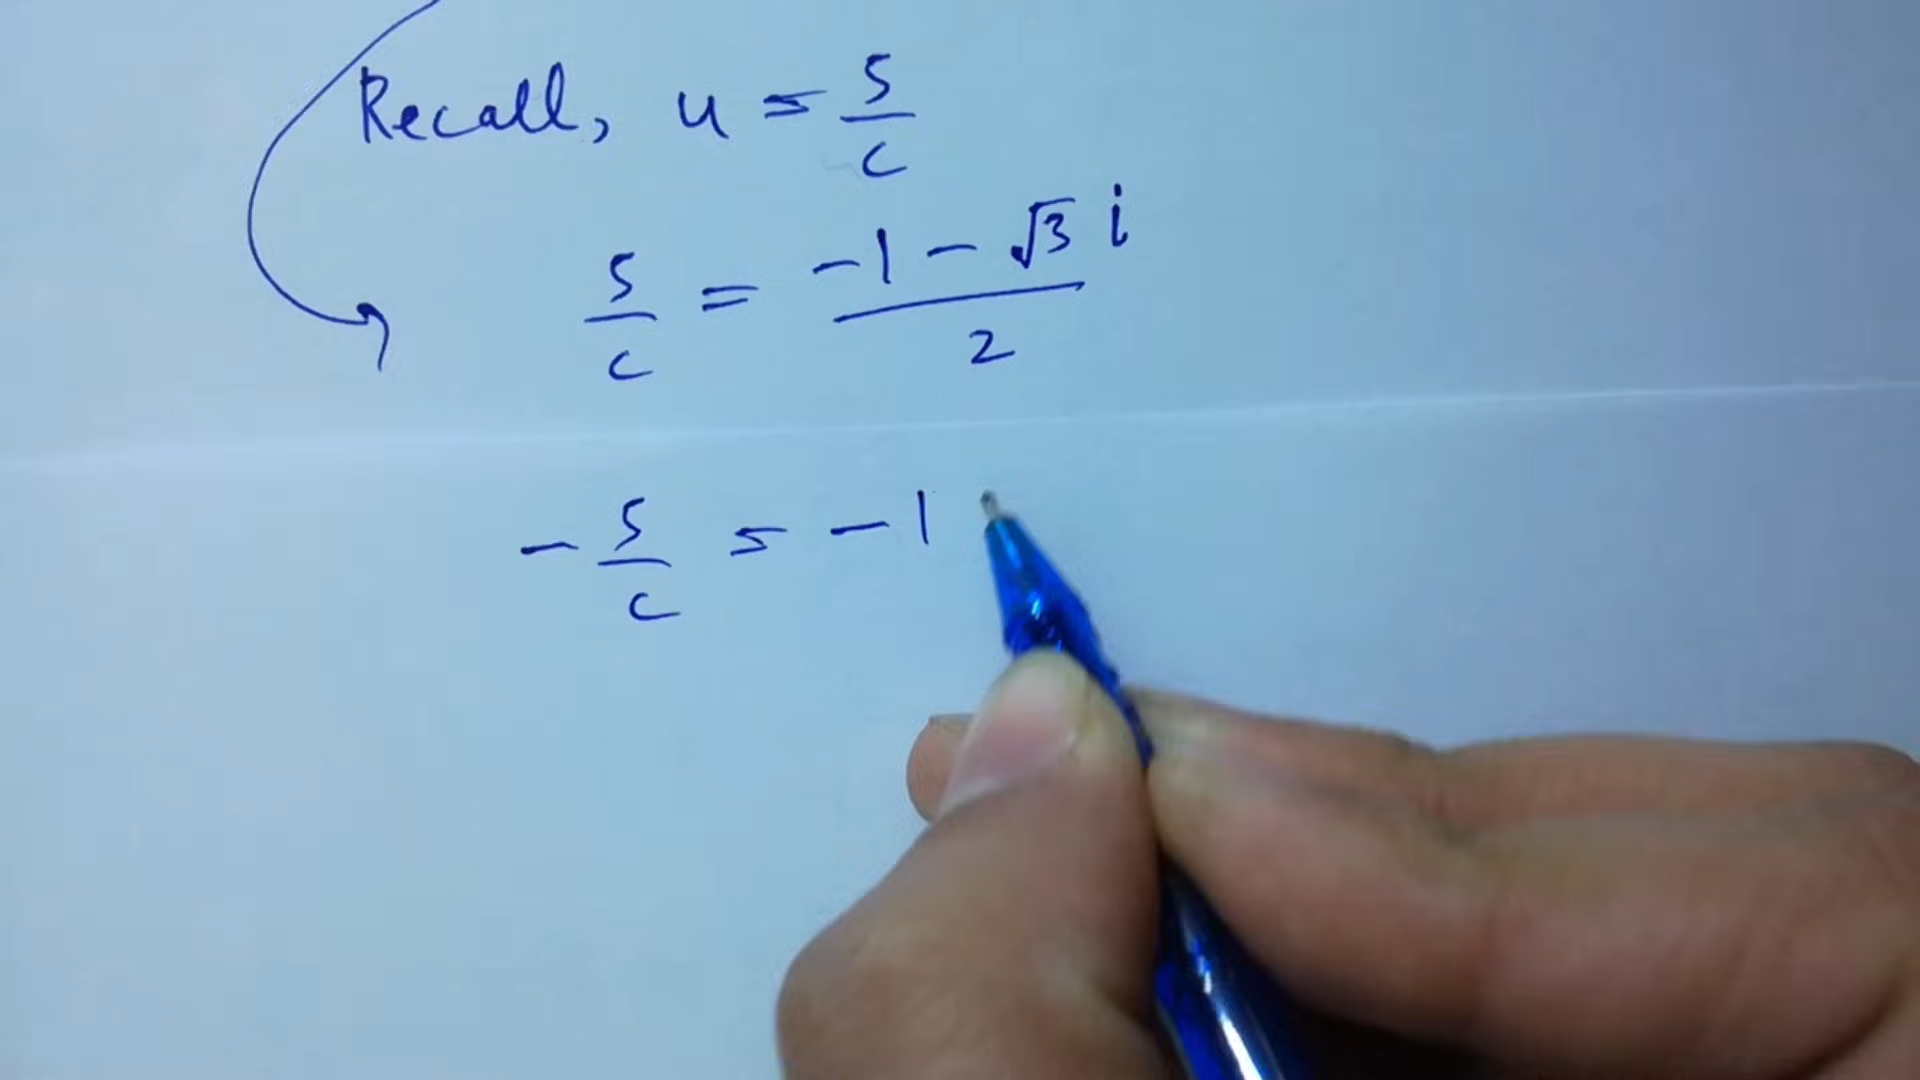 Recall, u = s/c
s/c = (-1 - √3 i)/2
- s/c = -1